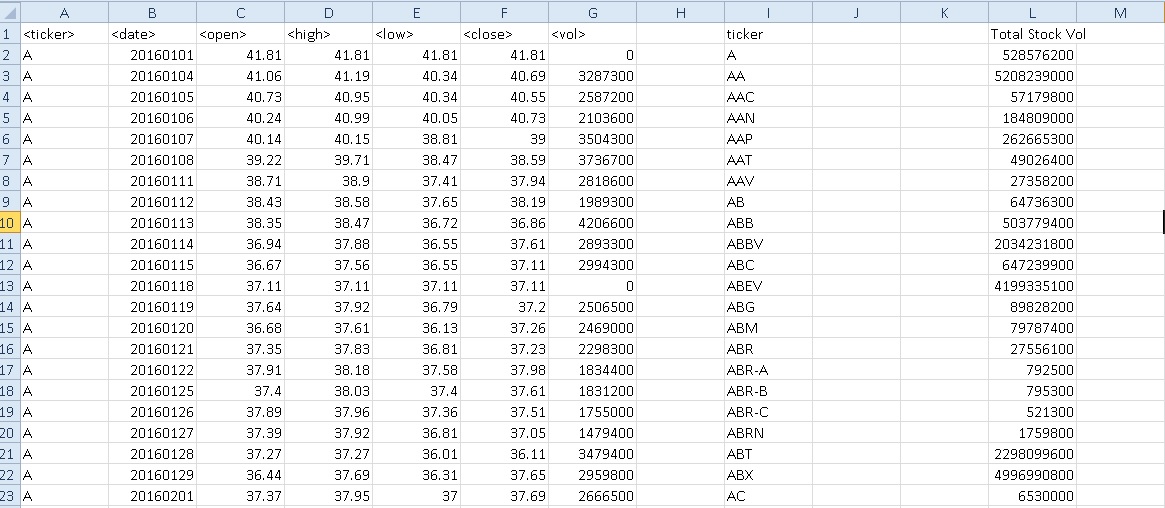 A B C D E F G H I J K L M
1 <ticker> <date> <open> <high> <low> <close> <vol> ticker Total Stock Vol
2 A 20160101 41.81 41.81 41.81 41.81 0 A 528576200
3 A 20160104 41.06 41.19 40.34 40.69 3287300 AA 5208239000
4 A 20160105 40.73 40.95 40.34 40.55 2587200 AAC 57179800
5 A 20160106 40.24 40.99 40.05 40.73 2103600 AAN 184809000
6 A 20160107 40.14 40.15 38.81 39 3504300 AAP 262665300
7 A 20160108 39.22 39.71 38.47 38.59 3736700 AAT 49026400
8 A 20160111 38.71 38.9 37.41 37.94 2818600 AAV 27358200
9 A 20160112 38.43 38.58 37.65 38.19 1989300 AB 64736300
10 A 20160113 38.35 38.47 36.72 36.86 4206600 ABB 503779400
11 A 20160114 36.94 37.88 36.55 37.61 2893300 ABBV 2034231800
12 A 20160115 36.67 37.56 36.55 37.11 2994300 ABC 647239900
13 A 20160118 37.11 37.11 37.11 37.11 0 ABEV 4199335100
14 A 20160119 37.64 37.92 36.79 37.2 2506500 ABG 89828200
15 A 20160120 36.68 37.61 36.13 37.26 2469000 ABM 79787400
16 A 20160121 37.35 37.83 36.81 37.23 2298300 ABR 27556100
17 A 20160122 37.91 38.18 37.58 37.98 1834400 ABR-A 792500
18 A 20160125 37.4 38.03 37.4 37.61 1831200 ABR-B 795300
19 A 20160126 37.89 37.96 37.36 37.51 1755000 ABR-C 521300
20 A 20160127 37.39 37.92 36.81 37.05 1479400 ABRN 1759800
21 A 20160128 37.27 37.27 36.01 36.11 3479400 ABT 2298099600
22 A 20160129 36.44 37.69 36.31 37.65 2959800 ABX 4996990800
23 A 20160201 37.37 37.95 37 37.69 2666500 AC 6530000